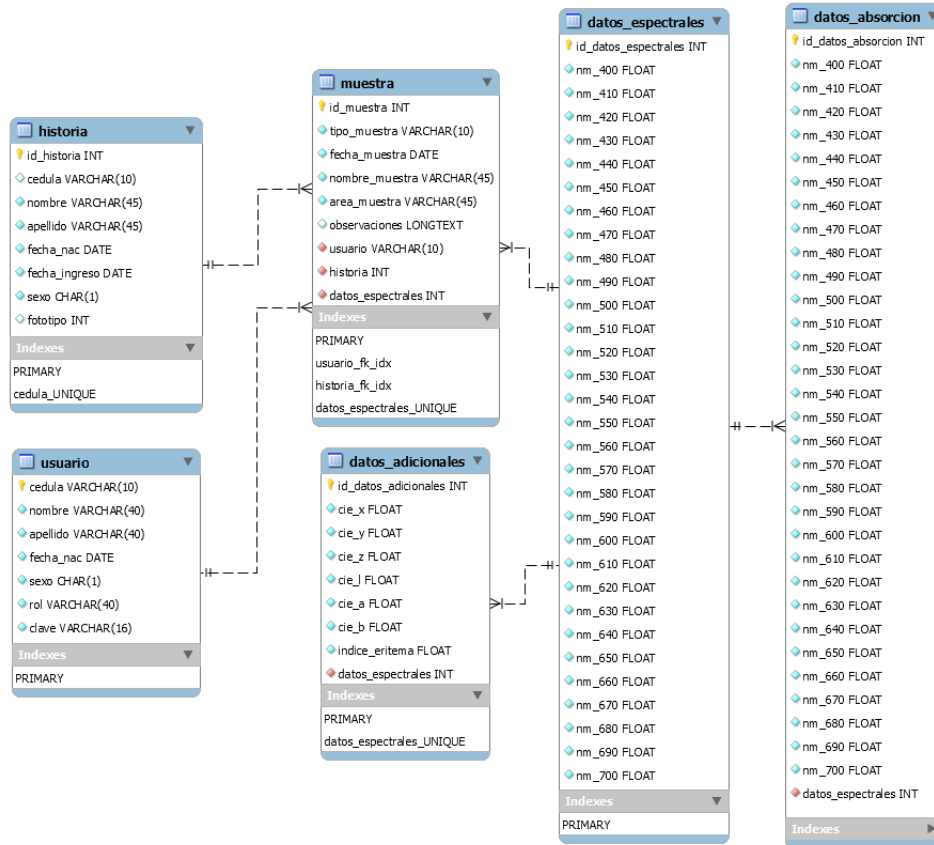 historia
id_historia INT
cedula VARCHAR(10)
nombre VARCHAR(45)
apellido VARCHAR(45)
fecha_nac DATE
fecha_ingreso DATE
sexo CHAR(1)
fototipo INT
Indexes
PRIMARY
cedula_UNIQUE
usuario
cedula VARCHAR(10)
nombre VARCHAR(40)
apellido VARCHAR(40)
fecha_nac DATE
sexo CHAR(1)
rol VARCHAR(40)
clave VARCHAR(16)
Indexes
PRIMARY
muestra
id_muestra INT
tipo_muestra VARCHAR(10)
fecha_muestra DATE
nombre_muestra VARCHAR(45)
area_muestra VARCHAR(45)
observaciones LONGTEXT
usuario VARCHAR(10)
historia INT
datos_espectrales INT
Indexes
PRIMARY
usuario_fk_idx
historia_fk_idx
datos_espectrales_UNIQUE
datos_adicionales
id_datos_adicionales INT
cie_x FLOAT
cie_y FLOAT
cie_z FLOAT
cie_l FLOAT
cie_a FLOAT
cie_b FLOAT
indice_eritema FLOAT
datos_espectrales INT
Indexes
PRIMARY
datos_espectrales_UNIQUE
datos_espectrales
id_datos_espectrales INT
nm_400 FLOAT
nm_410 FLOAT
nm_420 FLOAT
nm_430 FLOAT
nm_440 FLOAT
nm_450 FLOAT
nm_460 FLOAT
nm_470 FLOAT
nm_480 FLOAT
nm_490 FLOAT
nm_500 FLOAT
nm_510 FLOAT
nm_520 FLOAT
nm_530 FLOAT
nm_540 FLOAT
nm_550 FLOAT
nm_560 FLOAT
nm_570 FLOAT
nm_580 FLOAT
nm_590 FLOAT
nm_600 FLOAT
nm_610 FLOAT
nm_620 FLOAT
nm_630 FLOAT
nm_640 FLOAT
nm_650 FLOAT
nm_660 FLOAT
nm_670 FLOAT
nm_680 FLOAT
nm_690 FLOAT
nm_700 FLOAT
Indexes
PRIMARY
datos_absorcion
id_datos_absorcion INT
nm_400 FLOAT
nm_410 FLOAT
nm_420 FLOAT
nm_430 FLOAT
nm_440 FLOAT
nm_450 FLOAT
nm_460 FLOAT
nm_470 FLOAT
nm_480 FLOAT
nm_490 FLOAT
nm_500 FLOAT
nm_510 FLOAT
nm_520 FLOAT
nm_530 FLOAT
nm_540 FLOAT
nm_550 FLOAT
nm_560 FLOAT
nm_570 FLOAT
nm_580 FLOAT
nm_590 FLOAT
nm_600 FLOAT
nm_610 FLOAT
nm_620 FLOAT
nm_630 FLOAT
nm_640 FLOAT
nm_650 FLOAT
nm_660 FLOAT
nm_670 FLOAT
nm_680 FLOAT
nm_690 FLOAT
nm_700 FLOAT
datos_espectrales INT
Indexes